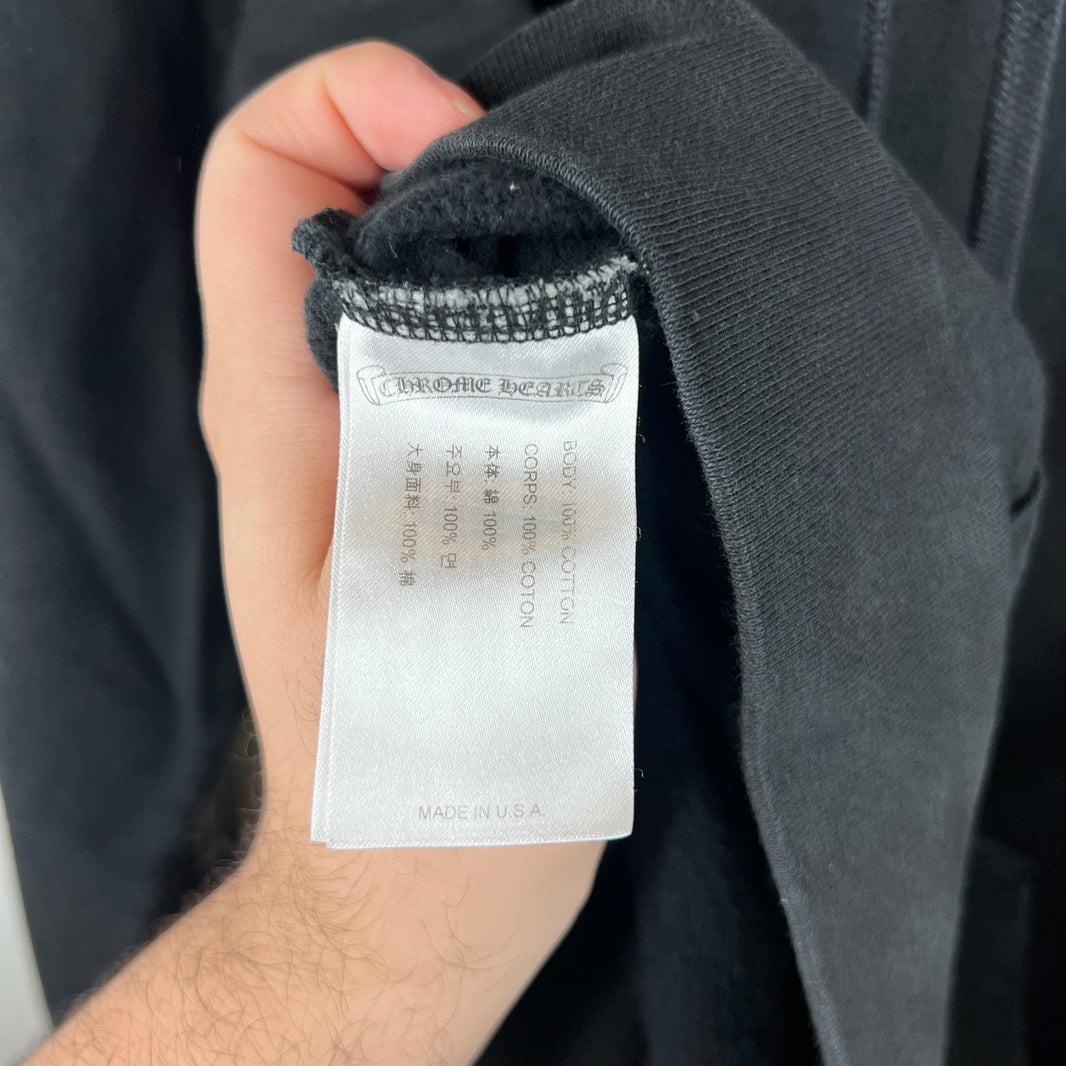 CHROME HEARTS
BODY: 100% COTTON
CORPS: 100% COTON
本体: 綿 100%
주요부: 100% 면
大身面料: 100% 棉
MADE IN U.S.A.